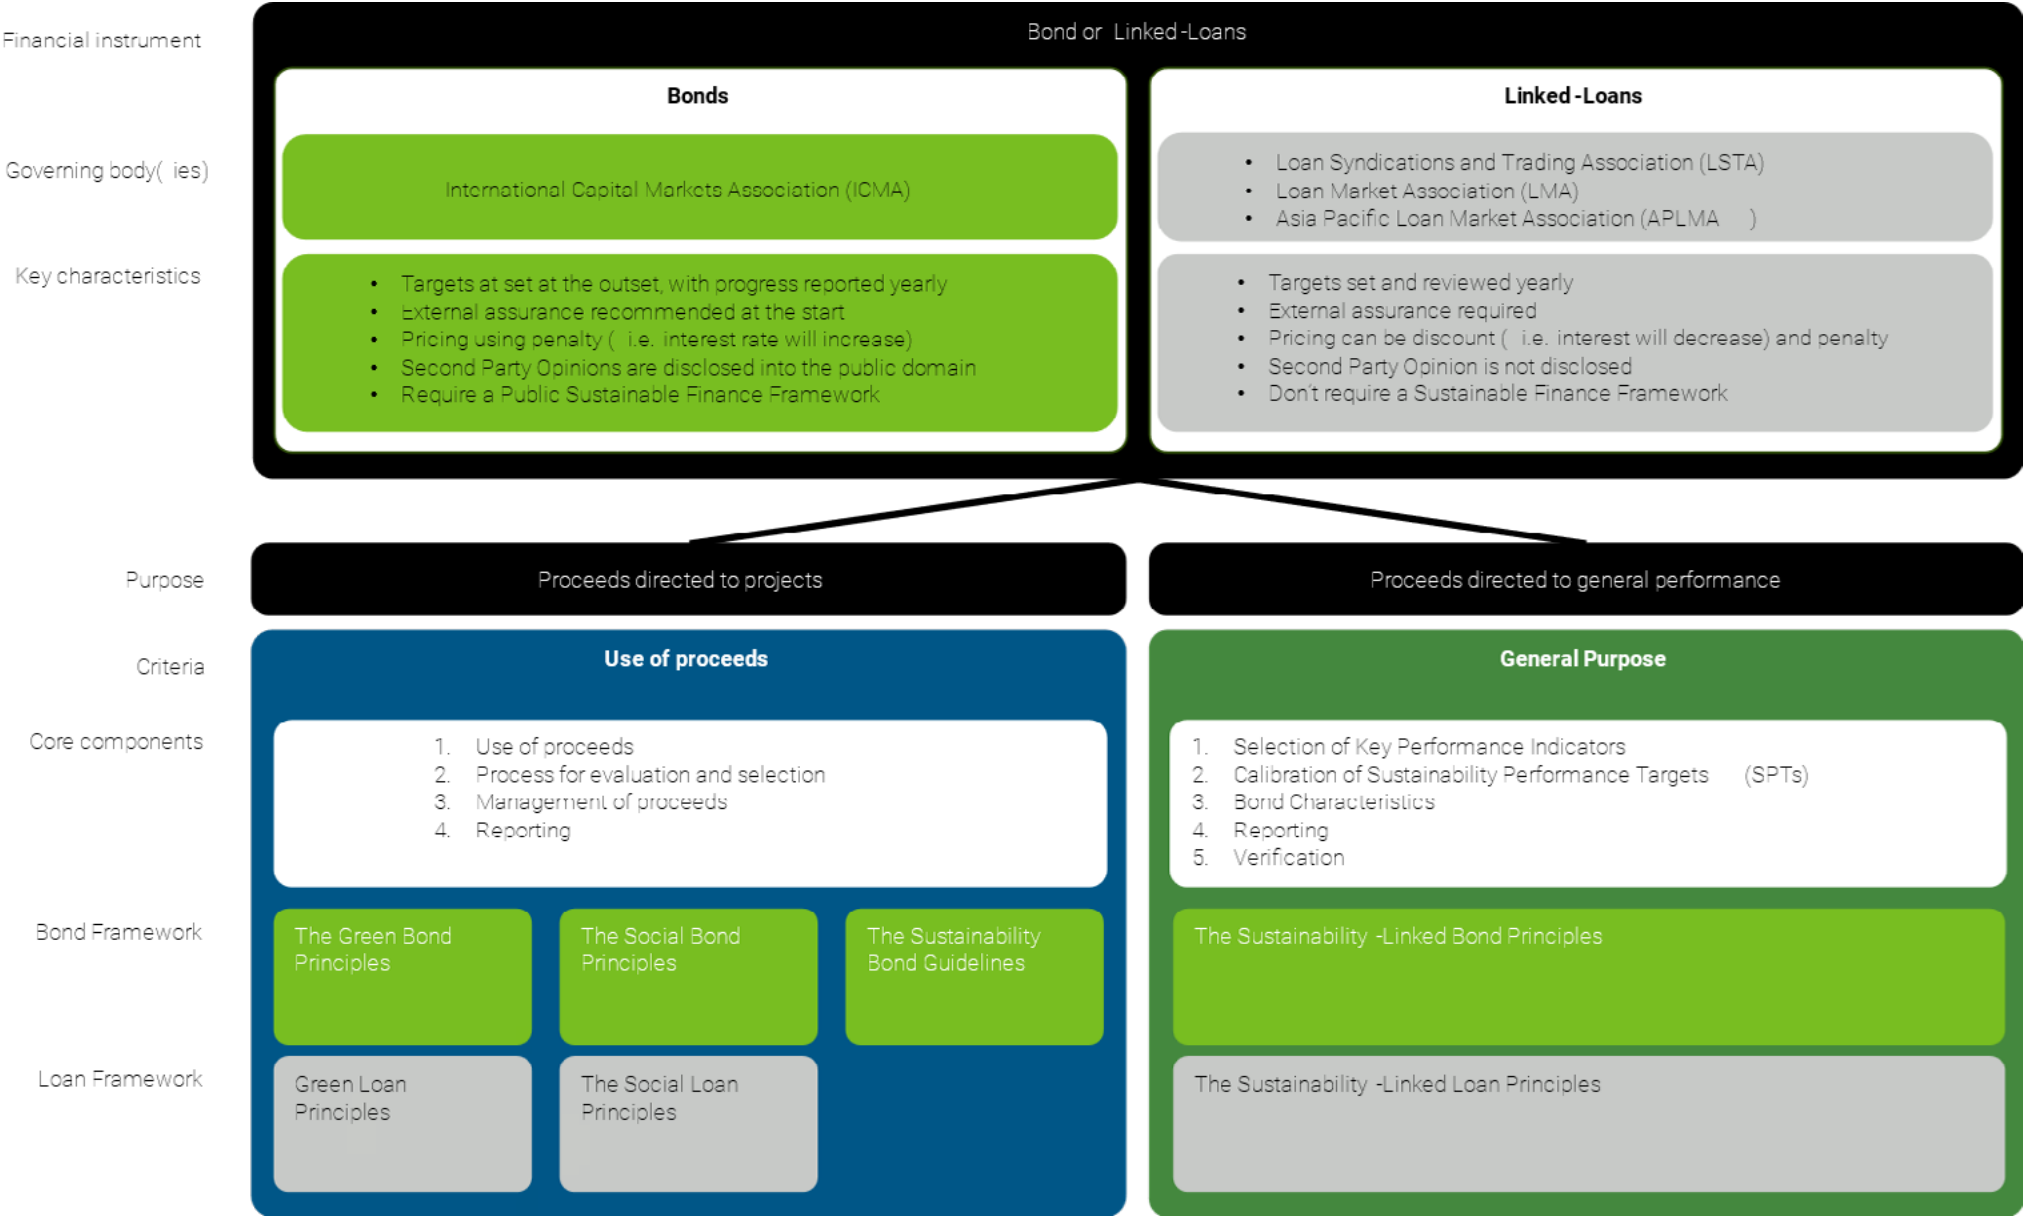 Financial instrument
Bond or Linked-Loans
Bonds
Linked-Loans
Governing body( ies)
International Capital Markets Association (ICMA)
• Loan Syndications and Trading Association (LSTA)
• Loan Market Association (LMA)
• Asia Pacific Loan Market Association (APLMA )
Key characteristics
• Targets at set at the outset, with progress reported yearly
• External assurance recommended at the start
• Pricing using penalty ( i.e. interest rate will increase)
• Second Party Opinions are disclosed into the public domain
• Require a Public Sustainable Finance Framework
• Targets set and reviewed yearly
• External assurance required
• Pricing can be discount ( i.e. interest will decrease) and penalty
• Second Party Opinion is not disclosed
• Don't require a Sustainable Finance Framework
Purpose
Proceeds directed to projects
Proceeds directed to general performance
Criteria
Use of proceeds
General Purpose
Core components
1. Use of proceeds
2. Process for evaluation and selection
3. Management of proceeds
4. Reporting
1. Selection of Key Performance Indicators
2. Calibration of Sustainability Performance Targets (SPTs)
3. Bond Characteristics
4. Reporting
5. Verification
Bond Framework
The Green Bond
Principles
The Social Bond
Principles
The Sustainability
Bond Guidelines
The Sustainability -Linked Bond Principles
Loan Framework
Green Loan
Principles
The Social Loan
Principles
The Sustainability -Linked Loan Principles